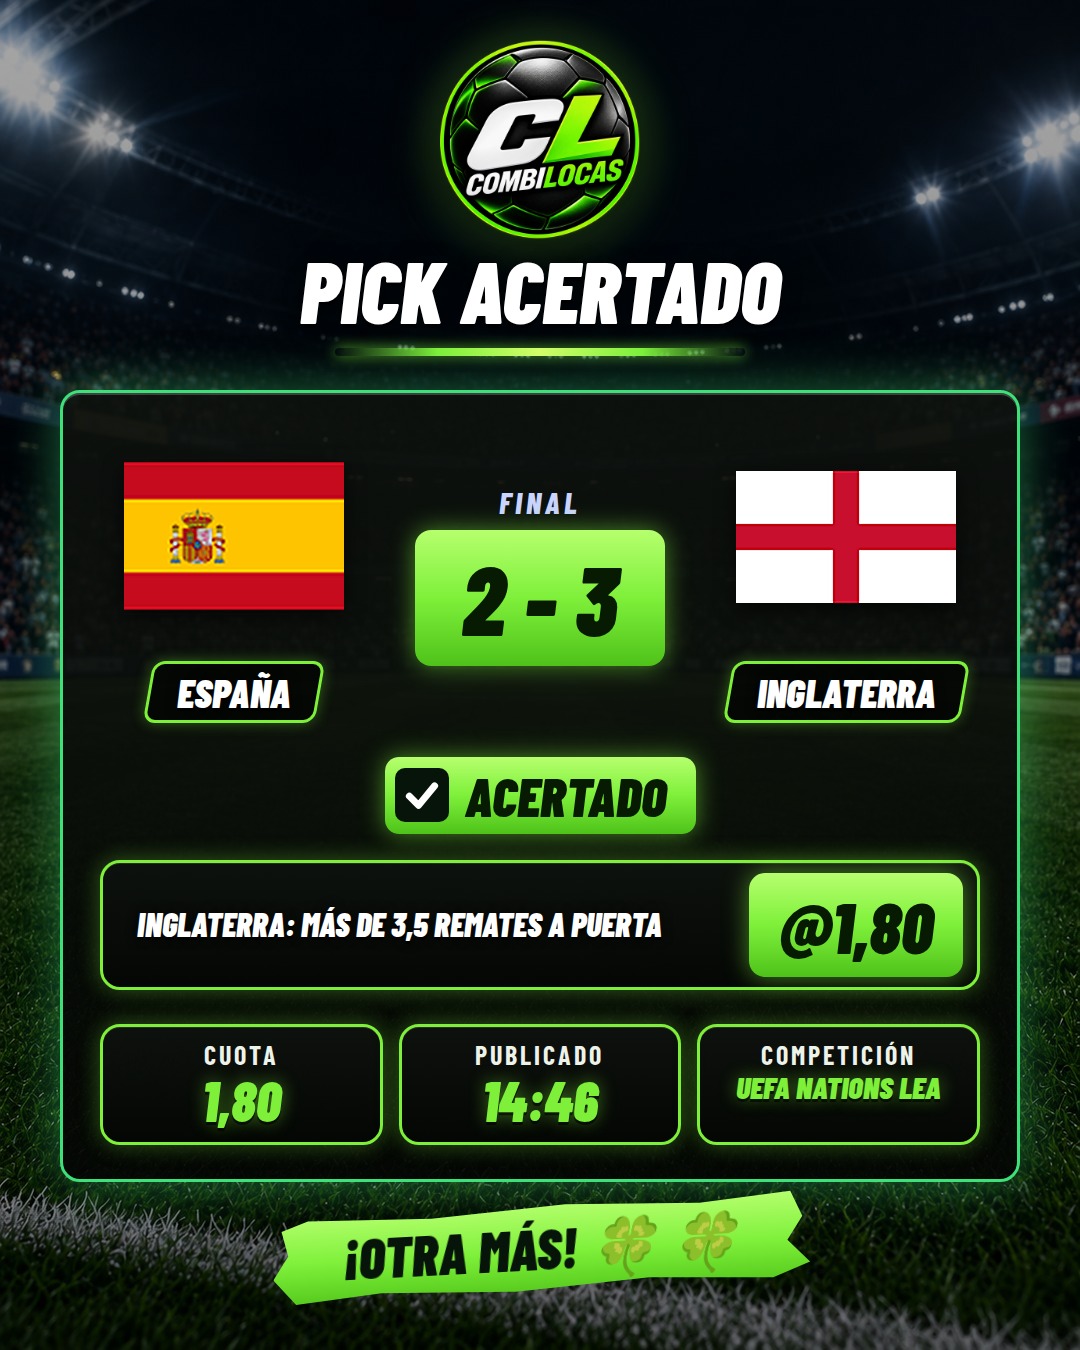 CL
COMBILOCAS
PICK ACERTADO
FINAL
2 - 3
ESPAÑA
INGLATERRA
ACERTADO
INGLATERRA: MÁS DE 3,5 REMATES A PUERTA
@1,80
CUOTA
1,80
PUBLICADO
14:46
COMPETICIÓN
UEFA NATIONS LEA
¡OTRA MÁS! 🍀 🍀